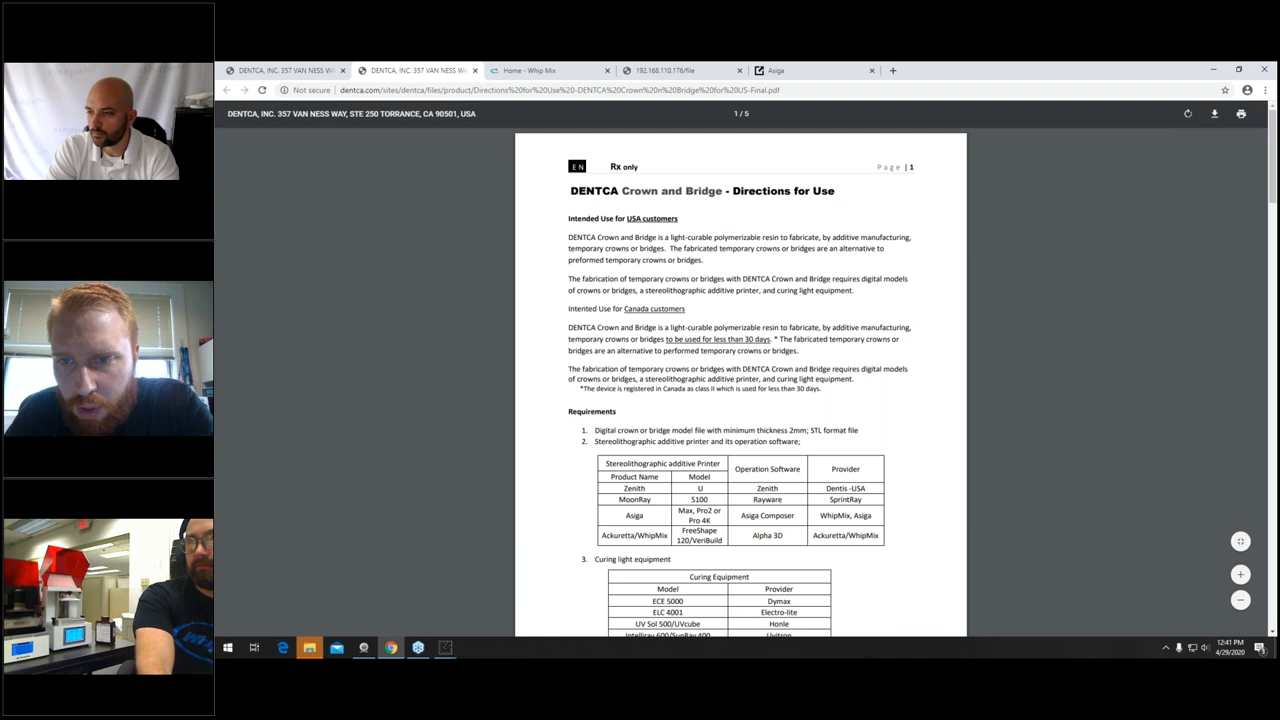 DENTCA, INC. 357 VAN NESS WA
DENTCA, INC. 357 VAN NESS WA
Home - Whip Mix
192.168.110.176/file
Asiga
Not secure
dentca.com/sites/dentca/files/product/Directions%20for%20Use%20-DENTCA%20Crown%20n%20Bridge%20for%20US-Final.pdf
DENTCA, INC. 357 VAN NESS WAY, STE 250 TORRANCE, CA 90501, USA
1 / 5
EN Rx only Page | 1
DENTCA Crown and Bridge - Directions for Use
Intended Use for USA customers
DENTCA Crown and Bridge is a light-curable polymerizable resin to fabricate, by additive manufacturing,
temporary crowns or bridges. The fabricated temporary crowns or bridges are an alternative to
preformed temporary crowns or bridges.
The fabrication of temporary crowns or bridges with DENTCA Crown and Bridge requires digital models
of crowns or bridges, a stereolithographic additive printer, and curing light equipment.
Intented Use for Canada customers
DENTCA Crown and Bridge is a light-curable polymerizable resin to fabricate, by additive manufacturing,
temporary crowns or bridges to be used for less than 30 days. * The fabricated temporary crowns or
bridges are an alternative to performed temporary crowns or bridges.
The fabrication of temporary crowns or bridges with DENTCA Crown and Bridge requires digital models
of crowns or bridges, a stereolithographic additive printer, and curing light equipment.
*The device is registered in Canada as class II which is used for less than 30 days.
Requirements
1. Digital crown or bridge model file with minimum thickness 2mm; STL format file
2. Stereolithographic additive printer and its operation software;
Stereolithographic additive Printer Operation Software Provider
Product Name Model
Zenith U Zenith Dentis -USA
MoonRay S100 Rayware SprintRay
Asiga Max, Pro2 or Pro 4K Asiga Composer WhipMix, Asiga
Ackuretta/WhipMix FreeShape 120/VeriBuild Alpha 3D Ackuretta/WhipMix
3. Curing light equipment
Curing Equipment
Model Provider
ECE 5000 Dymax
ELC 4001 Electro-lite
UV Sol 500/UVcube Honle
Intelliray 600/SunRay 400 Uvitron
12:41 PM
4/29/2020